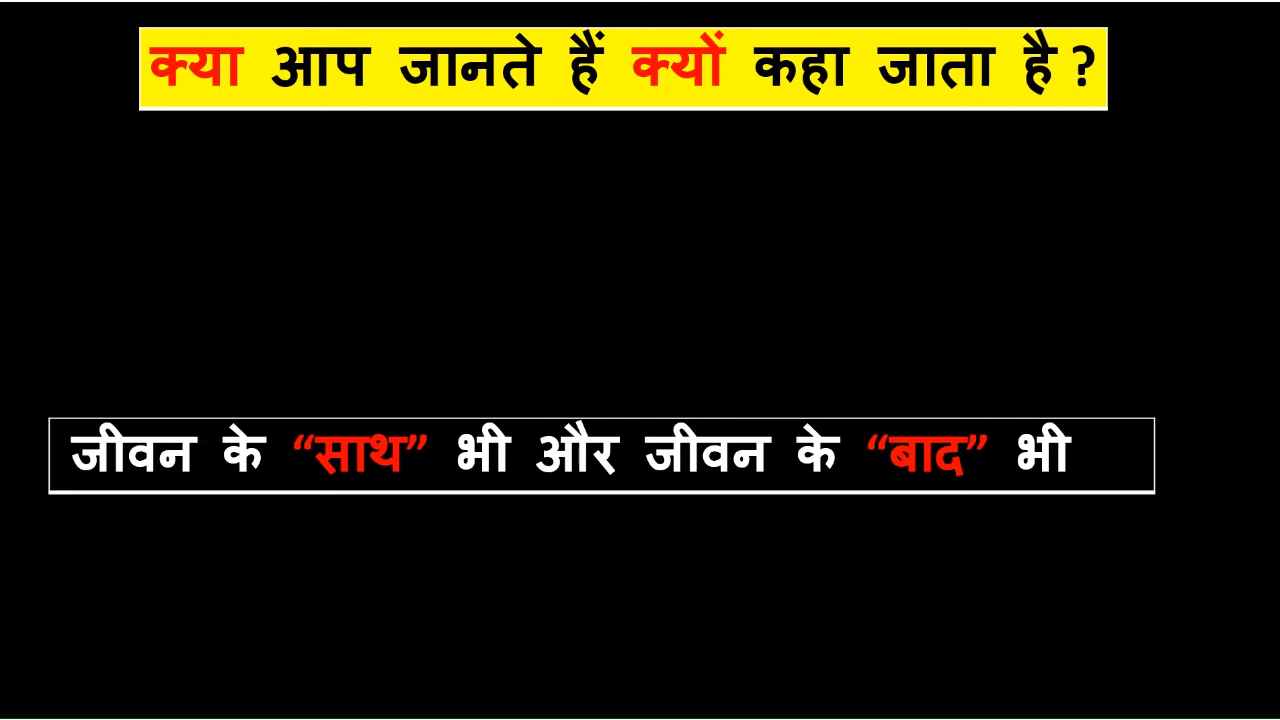 क्या आप जानते हैं क्यों कहा जाता है ?
जीवन के “साथ” भी और जीवन के “बाद” भी